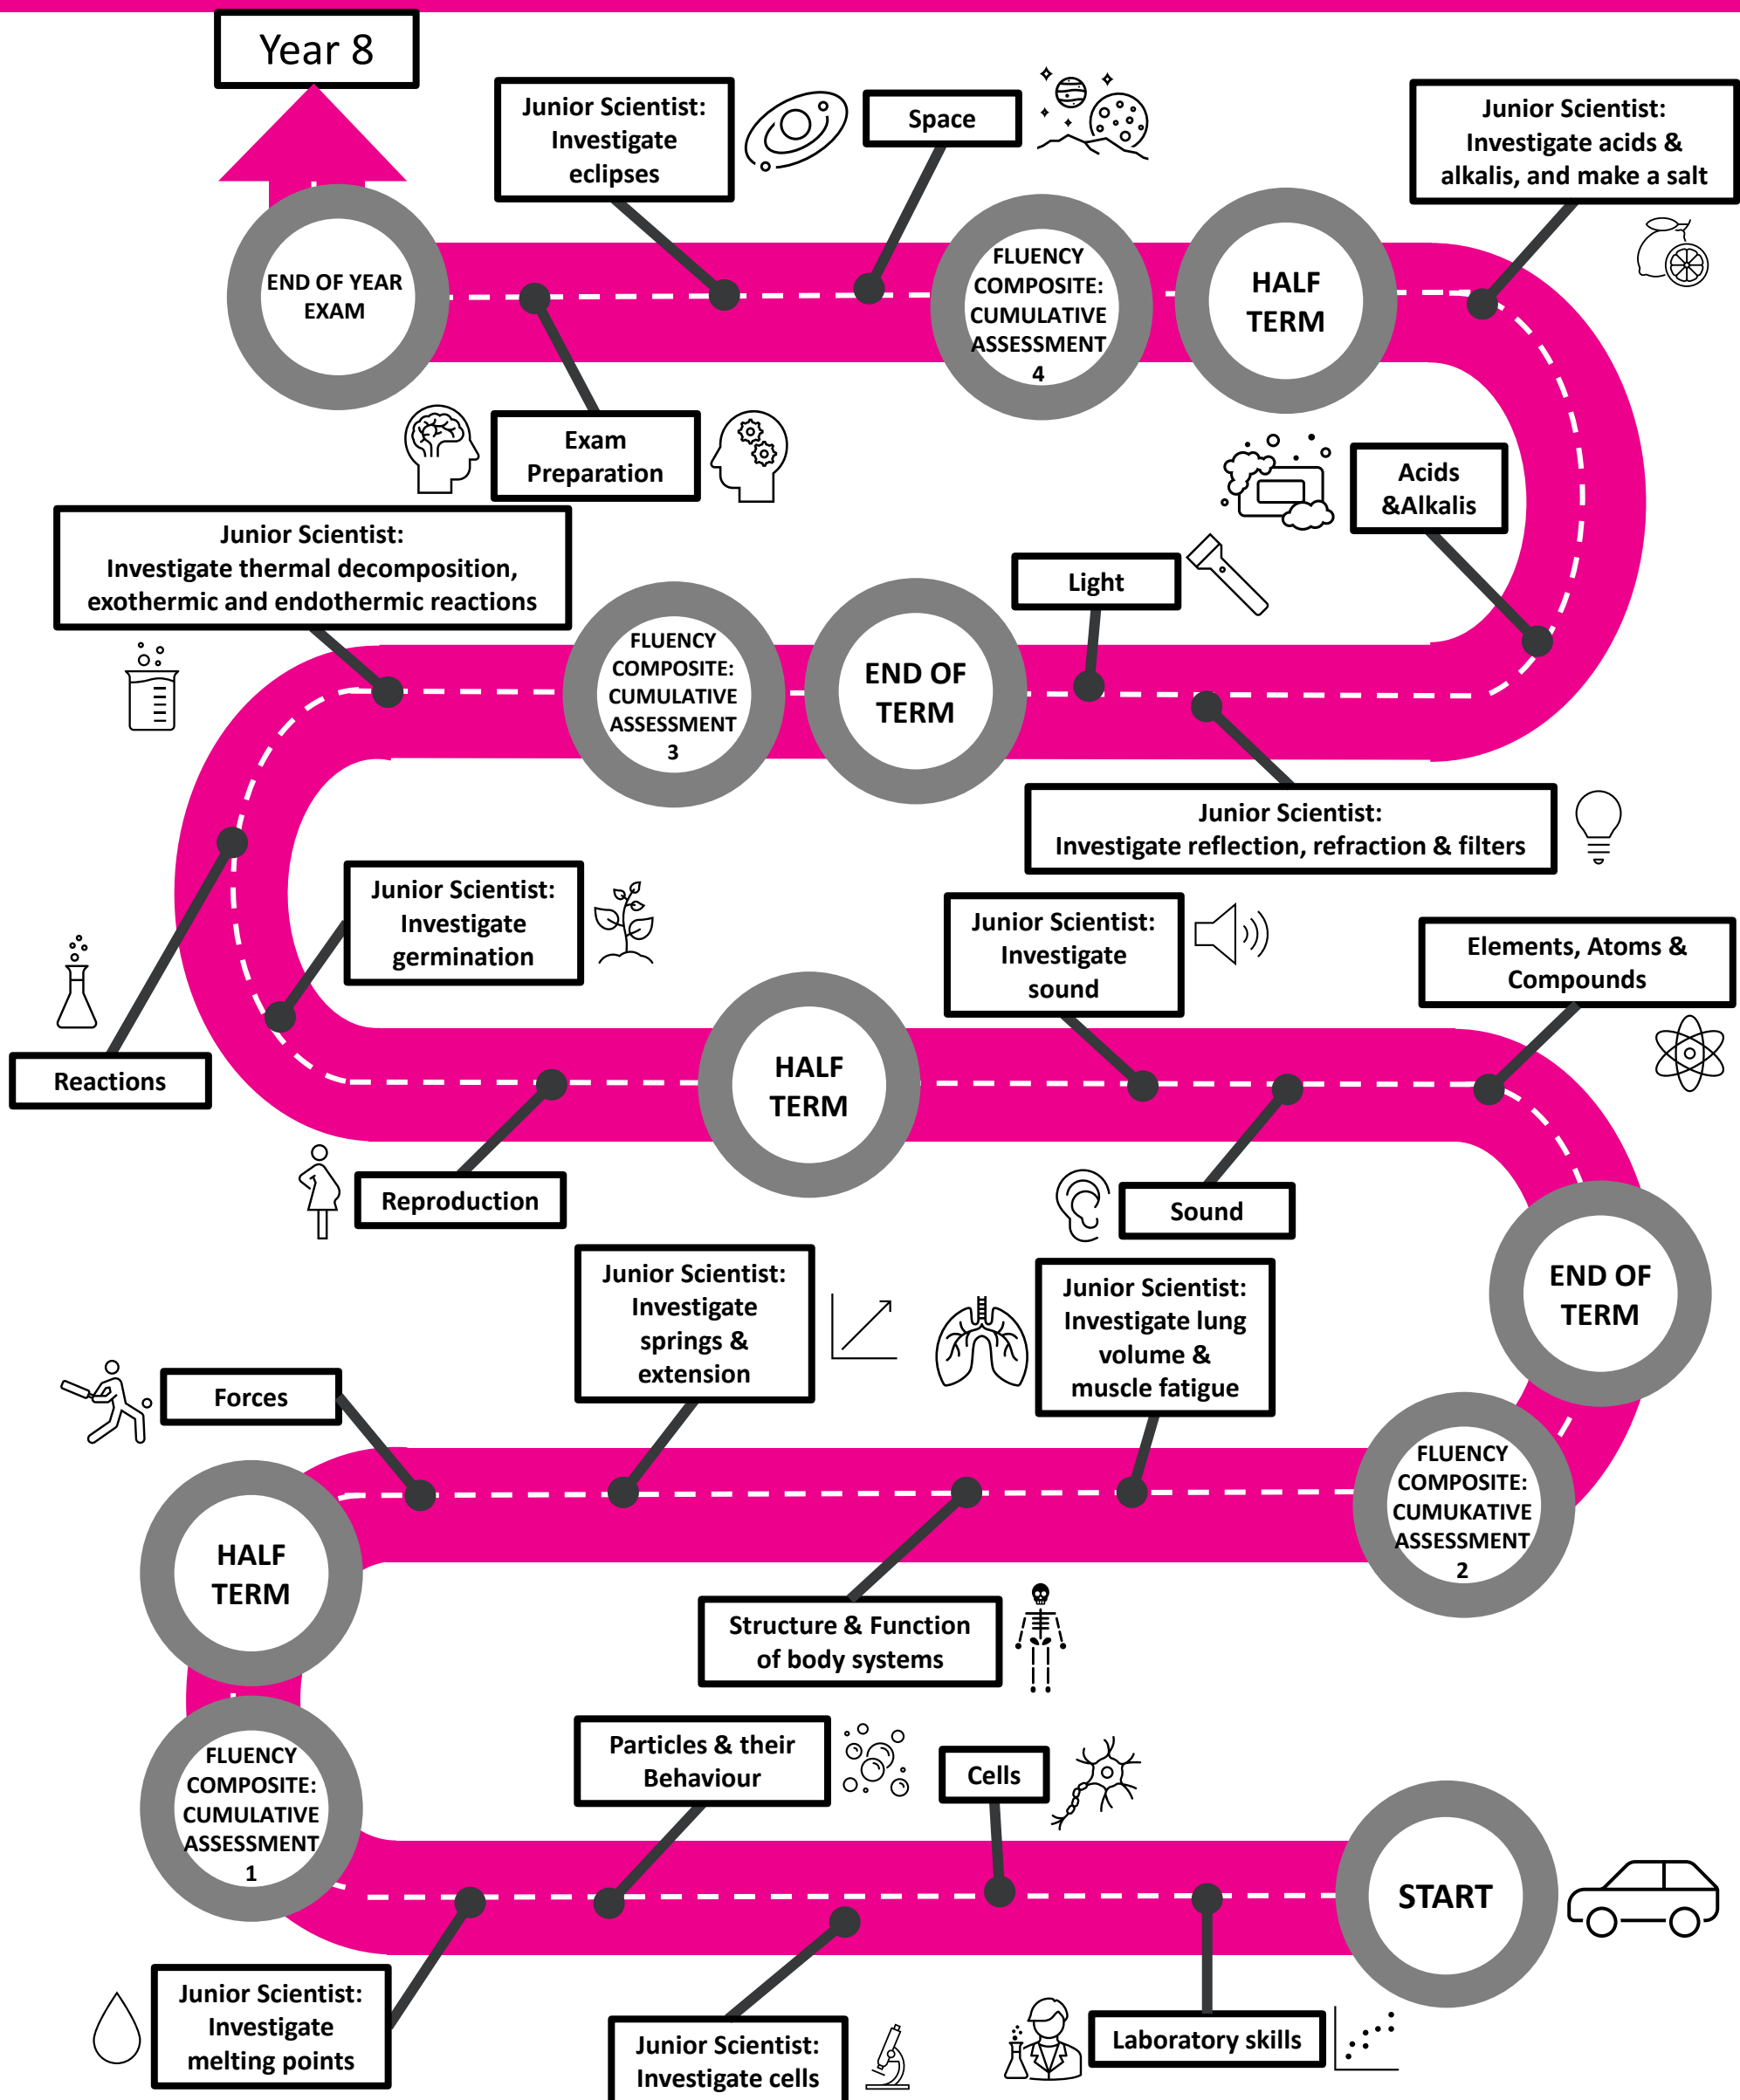 Year 8
Junior Scientist:
Investigate
eclipses
Space
Junior Scientist:
Investigate acids &
alkalis, and make a salt
END OF YEAR
EXAM
FLUENCY
COMPOSITE:
CUMULATIVE
ASSESSMENT
4
HALF
TERM
Exam
Preparation
Acids
&Alkalis
Junior Scientist:
Investigate thermal decomposition,
exothermic and endothermic reactions
Light
FLUENCY
COMPOSITE:
CUMULATIVE
ASSESSMENT
3
END OF
TERM
Junior Scientist:
Investigate reflection, refraction & filters
Junior Scientist:
Investigate
germination
Junior Scientist:
Investigate
sound
Elements, Atoms &
Compounds
Reactions
HALF
TERM
Reproduction
Sound
Junior Scientist:
Investigate
springs &
extension
Junior Scientist:
Investigate lung
volume &
muscle fatigue
END OF
TERM
Forces
HALF
TERM
FLUENCY
COMPOSITE:
CUMUKATIVE
ASSESSMENT
2
Structure & Function
of body systems
FLUENCY
COMPOSITE:
CUMULATIVE
ASSESSMENT
1
Particles & their
Behaviour
Cells
START
Junior Scientist:
Investigate
melting points
Junior Scientist:
Investigate cells
Laboratory skills